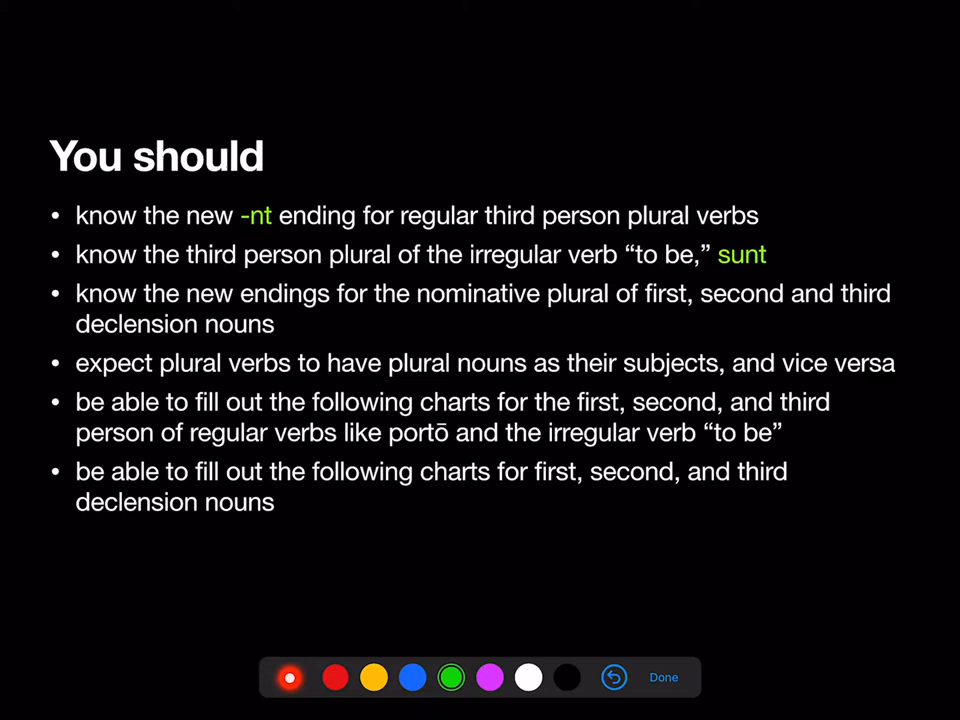 You should
• know the new -nt ending for regular third person plural verbs
• know the third person plural of the irregular verb “to be,” sunt
• know the new endings for the nominative plural of first, second and third
declension nouns
• expect plural verbs to have plural nouns as their subjects, and vice versa
• be able to fill out the following charts for the first, second, and third
person of regular verbs like portō and the irregular verb “to be”
• be able to fill out the following charts for first, second, and third
declension nouns
Done